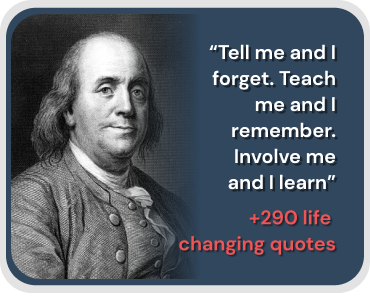 “Tell me and I
forget. Teach
me and I
remember.
Involve me
and I learn”
+290 life
changing quotes